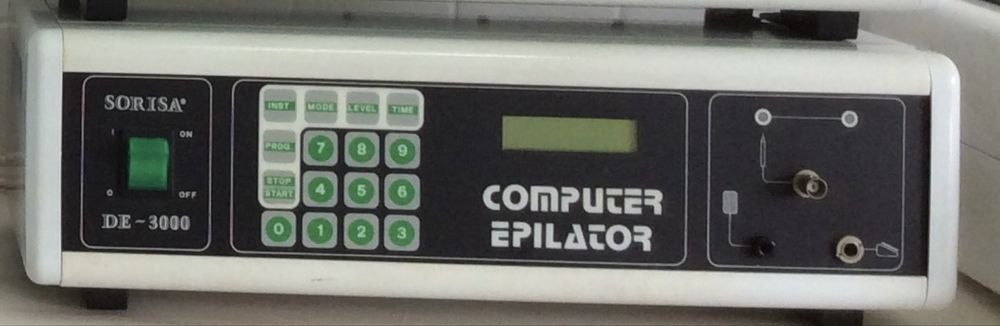 SORISA®
I ON
O OFF
DE-3000
INST MODE LEVEL TIME
PROG. 7 8 9
STOP
START 4 5 6
0 1 2 3
COMPUTER
EPILATOR